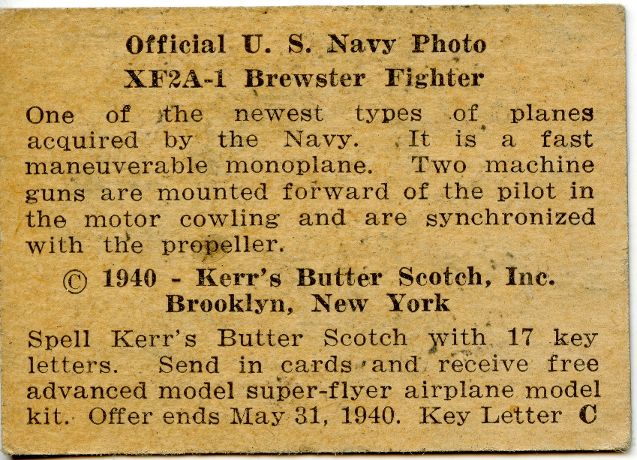 Official U. S. Navy Photo
XF2A-1 Brewster Fighter
One of the newest types of planes
acquired by the Navy. It is a fast
maneuverable monoplane. Two machine
guns are mounted forward of the pilot in
the motor cowling and are synchronized
with the propeller.
© 1940 - Kerr's Butter Scotch, Inc.
Brooklyn, New York
Spell Kerr's Butter Scotch with 17 key
letters. Send in cards and receive free
advanced model super-flyer airplane model
kit. Offer ends May 31, 1940. Key Letter C